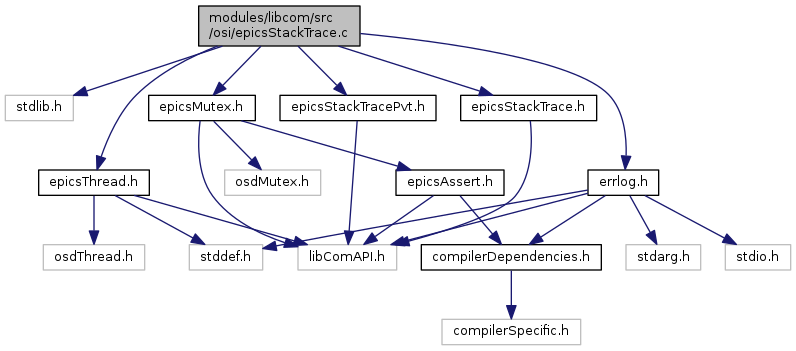 modules/libcom/src
/osi/epicsStackTrace.c
stdlib.h
epicsMutex.h
epicsStackTracePvt.h
epicsStackTrace.h
epicsThread.h
osdMutex.h
epicsAssert.h
errlog.h
osdThread.h
stddef.h
libComAPI.h
compilerDependencies.h
stdarg.h
stdio.h
compilerSpecific.h